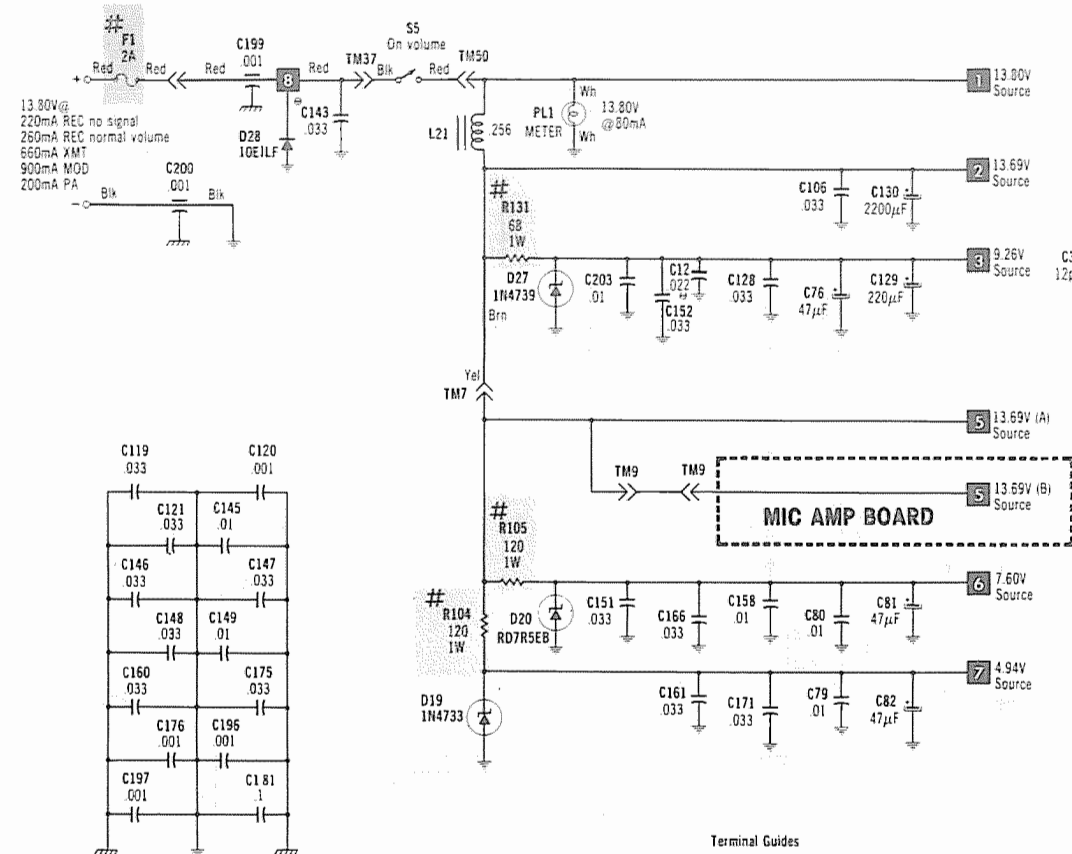 #
F1
2A
C199
.001
S5
On volume
Red
Red
Red
8
Red
TM37
Blk
Red
TM50
1
13.80V
Source
+
13.80V@
220mA REC no signal
260mA REC normal volume
660mA XMT
900mA MOD
200mA PA
C143
.033
D28
10E1LF
L21
.256
PL1
METER
Wh
Wh
13.80V
@80mA
-
Blk
C200
.001
Blk
2
13.69V
Source
C106
.033
C130
2200µF
#
R131
68
1W
3
9.26V
Source
D27
1N4739
C203
.01
C152
.033
C12
.022
C128
.033
C76
47µF
C129
220µF
C3
12p
Brn
Yel
TM7
5
13.69V (A)
Source
TM9
TM9
5
13.69V (B)
Source
MIC AMP BOARD
#
R105
120
1W
6
7.60V
Source
D20
RD7R5EB
C151
.033
C166
.033
C158
.01
C80
.01
C81
47µF
#
R104
120
1W
7
4.94V
Source
D19
1N4733
C161
.033
C171
.033
C79
.01
C82
47µF
C119
.033
C120
.001
C121
.033
C145
.01
C146
.033
C147
.033
C148
.033
C149
.01
C160
.033
C175
.033
C176
.001
C196
.001
C197
.001
C181
.1
Terminal Guides